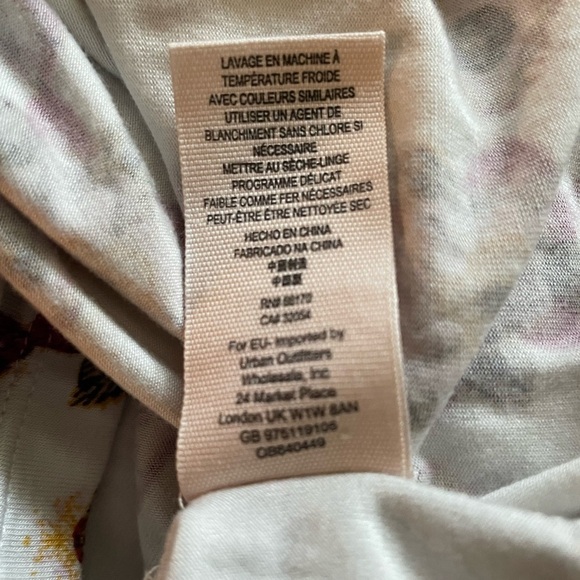 LAVAGE EN MACHINE À
TEMPÉRATURE FROIDE
AVEC COULEURS SIMILAIRES
UTILISER UN AGENT DE
BLANCHIMENT SANS CHLORE SI
NÉCESSAIRE
METTRE AU SÈCHE-LINGE
PROGRAMME DÉLICAT
FAIBLE COMME FER NÉCESSAIRES
PEUT-ÊTRE ÊTRE NETTOYÉE SEC
HECHO EN CHINA
FABRICADO NA CHINA
中國制造
中國製
RN# 66170
CA# 32054
For EU- Imported by
Urban Outfitters
Wholesale, Inc
24 Market Place
London UK W1W 8AN
GB 975119105
OB640449